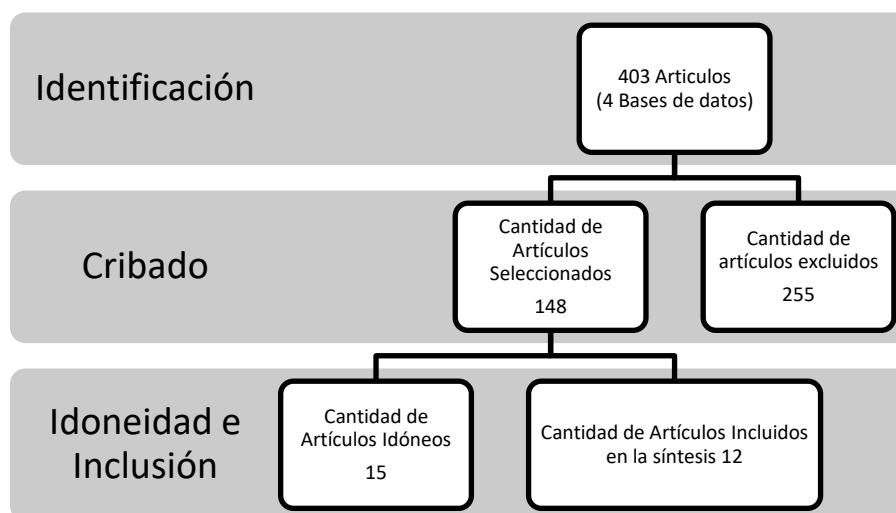 Identificación
403 Articulos
(4 Bases de datos)
Cribado
Cantidad de
Artículos
Seleccionados
148
Cantidad de
artículos excluidos
255
Idoneidad e
Inclusión
Cantidad de
Artículos Idóneos
15
Cantidad de Artículos Incluidos
en la síntesis 12